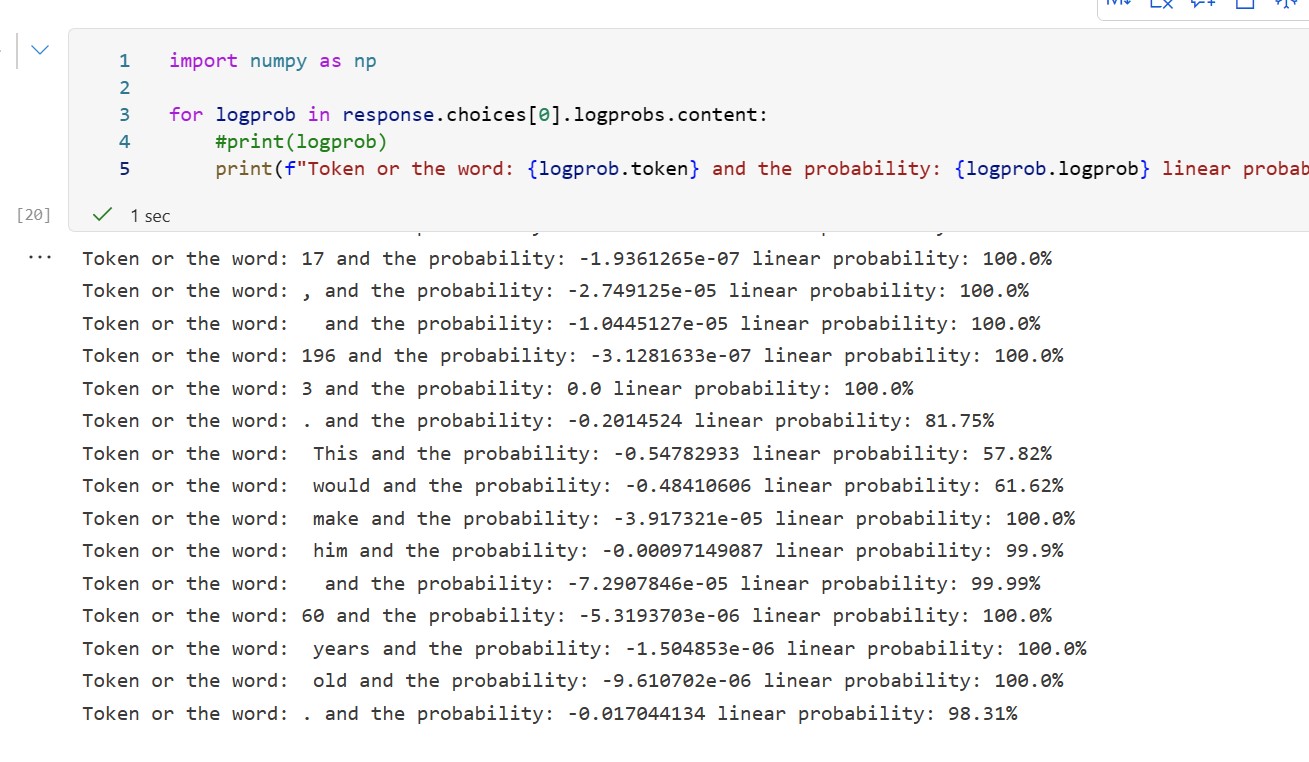 1 import numpy as np
2
3 for logprob in response.choices[0].logprobs.content:
4     #print(logprob)
5     print(f"Token or the word: {logprob.token} and the probability: {logprob.logprob} linear probab
[20] 1 sec
... Token or the word: 17 and the probability: -1.9361265e-07 linear probability: 100.0%
Token or the word: , and the probability: -2.749125e-05 linear probability: 100.0%
Token or the word:   and the probability: -1.0445127e-05 linear probability: 100.0%
Token or the word: 196 and the probability: -3.1281633e-07 linear probability: 100.0%
Token or the word: 3 and the probability: 0.0 linear probability: 100.0%
Token or the word: . and the probability: -0.2014524 linear probability: 81.75%
Token or the word:  This and the probability: -0.54782933 linear probability: 57.82%
Token or the word:  would and the probability: -0.48410606 linear probability: 61.62%
Token or the word:  make and the probability: -3.917321e-05 linear probability: 100.0%
Token or the word:  him and the probability: -0.00097149087 linear probability: 99.9%
Token or the word:   and the probability: -7.2907846e-05 linear probability: 99.99%
Token or the word: 60 and the probability: -5.3193703e-06 linear probability: 100.0%
Token or the word:  years and the probability: -1.504853e-06 linear probability: 100.0%
Token or the word:  old and the probability: -9.610702e-06 linear probability: 100.0%
Token or the word: . and the probability: -0.017044134 linear probability: 98.31%